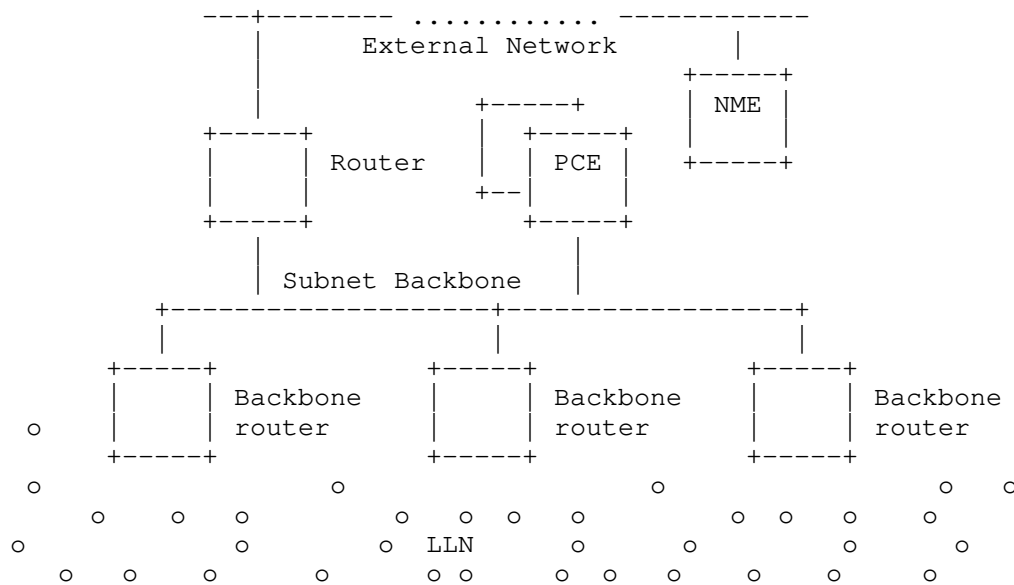 External Network
NME
Router
PCE
Subnet Backbone
Backbone Backbone Backbone
router router router
LLN